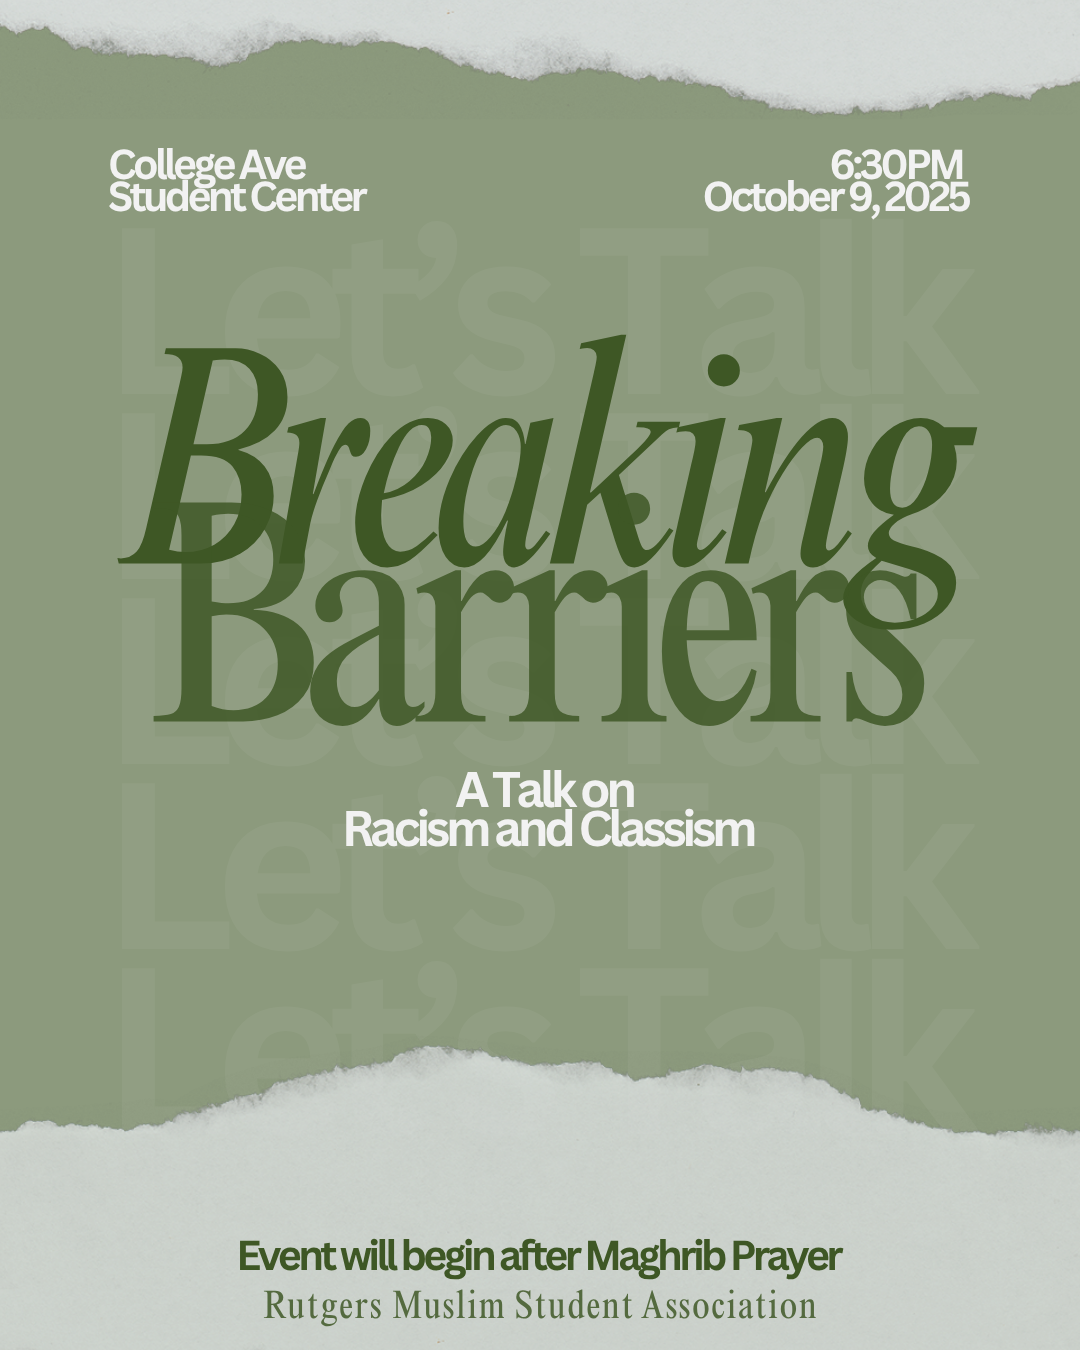 College Ave
Student Center
6:30PM
October 9, 2025
Let's Talk
Let's Talk
Let's Talk
Let's Talk
Let's Talk
Breaking
Barriers
A Talk on
Racism and Classism
Event will begin after Maghrib Prayer
Rutgers Muslim Student Association